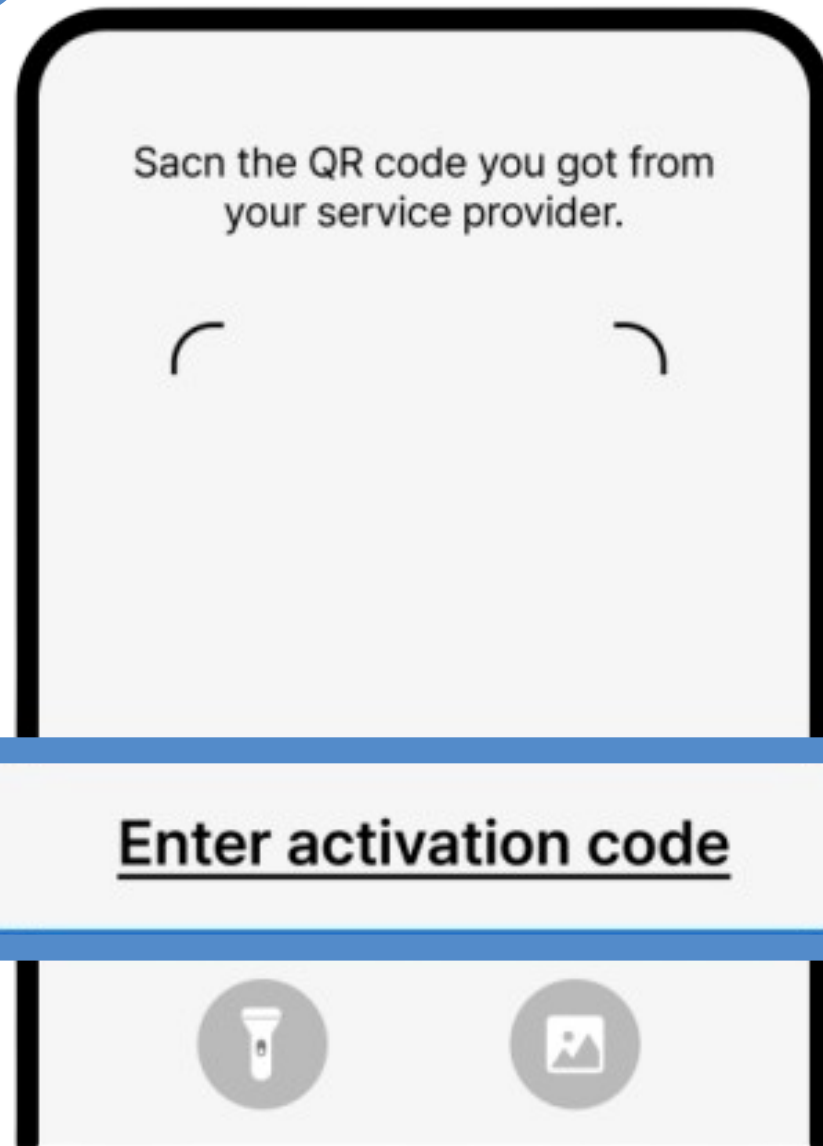 Sacn the QR code you got from
your service provider.
Enter activation code